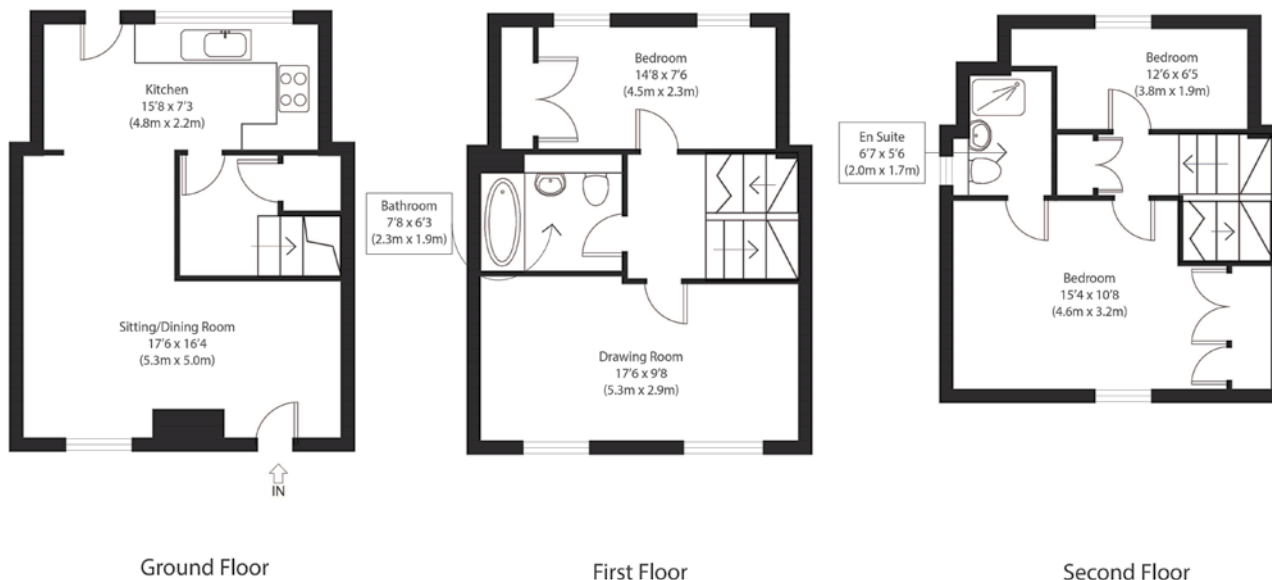 Kitchen
15'8 x 7'3
(4.8m x 2.2m)
Sitting/Dining Room
17'6 x 16'4
(5.3m x 5.0m)
IN
Ground Floor
Bedroom
14'8 x 7'6
(4.5m x 2.3m)
Bathroom
7'8 x 6'3
(2.3m x 1.9m)
Drawing Room
17'6 x 9'8
(5.3m x 2.9m)
First Floor
Bedroom
12'6 x 6'5
(3.8m x 1.9m)
En Suite
6'7 x 5'6
(2.0m x 1.7m)
Bedroom
15'4 x 10'8
(4.6m x 3.2m)
Second Floor